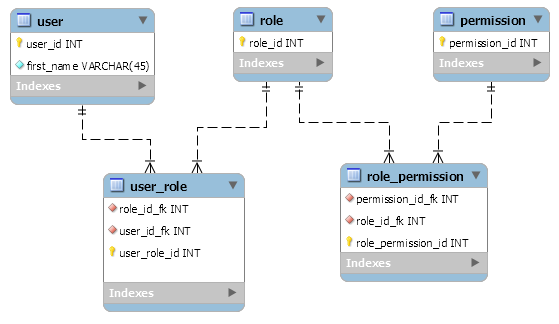 user
user_id INT
first_name VARCHAR(45)
Indexes
role
role_id INT
Indexes
permission
permission_id INT
Indexes
user_role
role_id_fk INT
user_id_fk INT
user_role_id INT
Indexes
role_permission
permission_id_fk INT
role_id_fk INT
role_permission_id INT
Indexes